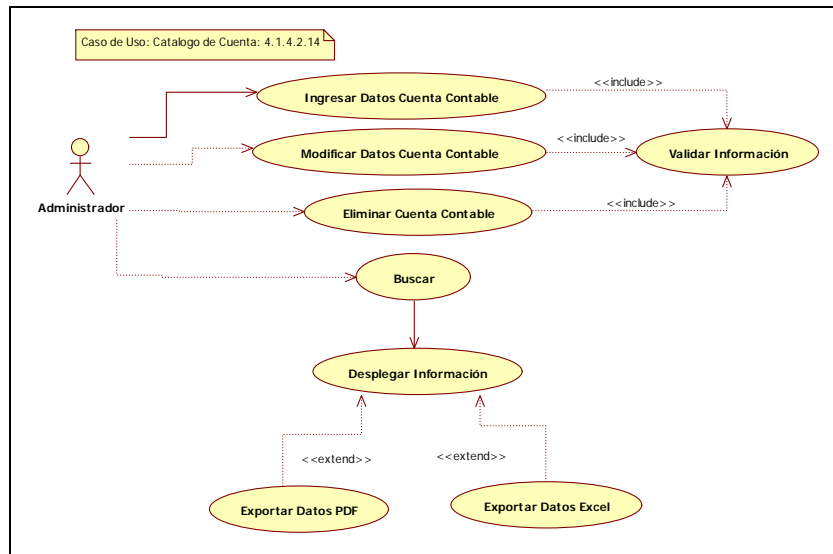 Caso de Uso: Catalogo de Cuenta: 4.1.4.2.14
Ingresar Datos Cuenta Contable
<<include>>
Modificar Datos Cuenta Contable
<<include>>
Validar Información
Administrador
Eliminar Cuenta Contable
<<include>>
Buscar
Desplegar Información
<<extend>>
<<extend>>
Exportar Datos PDF
Exportar Datos Excel